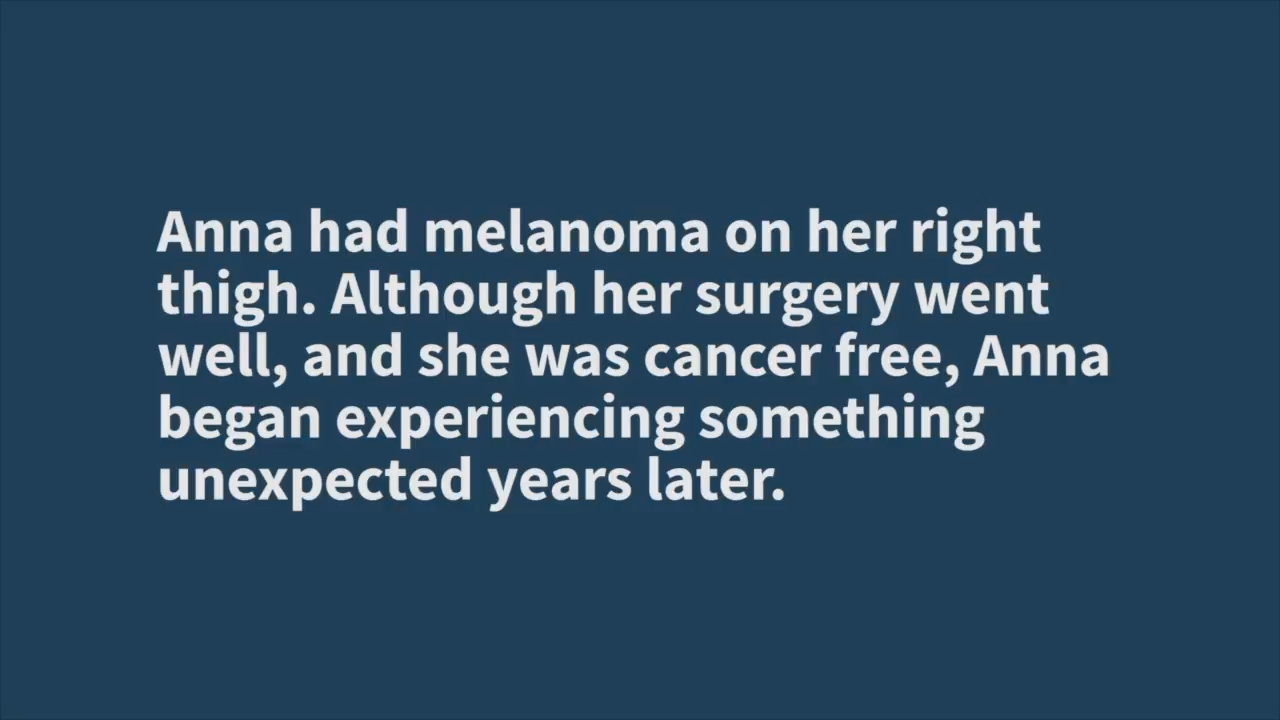 Anna had melanoma on her right
thigh. Although her surgery went
well, and she was cancer free, Anna
began experiencing something
unexpected years later.